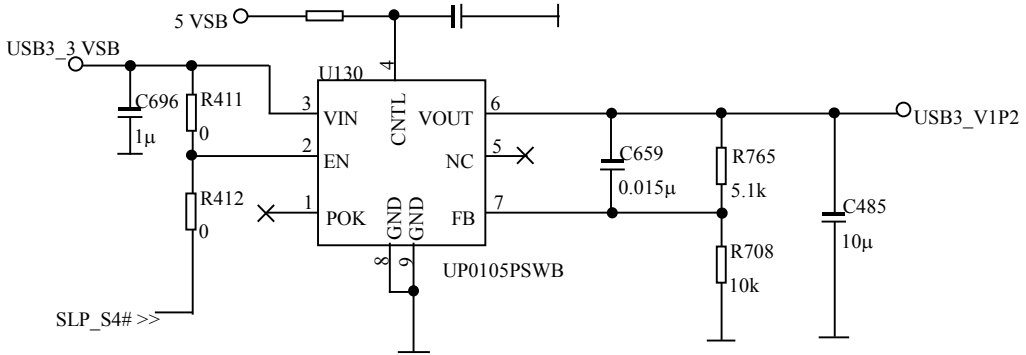 5 VSB
USB3_3 VSB
4
U130
C696
1μ
R411
0
3
VIN
CNTL
VOUT
6
USB3_V1P2
2
EN
NC
5
C659
0.015μ
R765
5.1k
R412
0
1
POK
GND
GND
FB
7
C485
10μ
8
9
UP0105PSWB
R708
10k
SLP_S4# >>